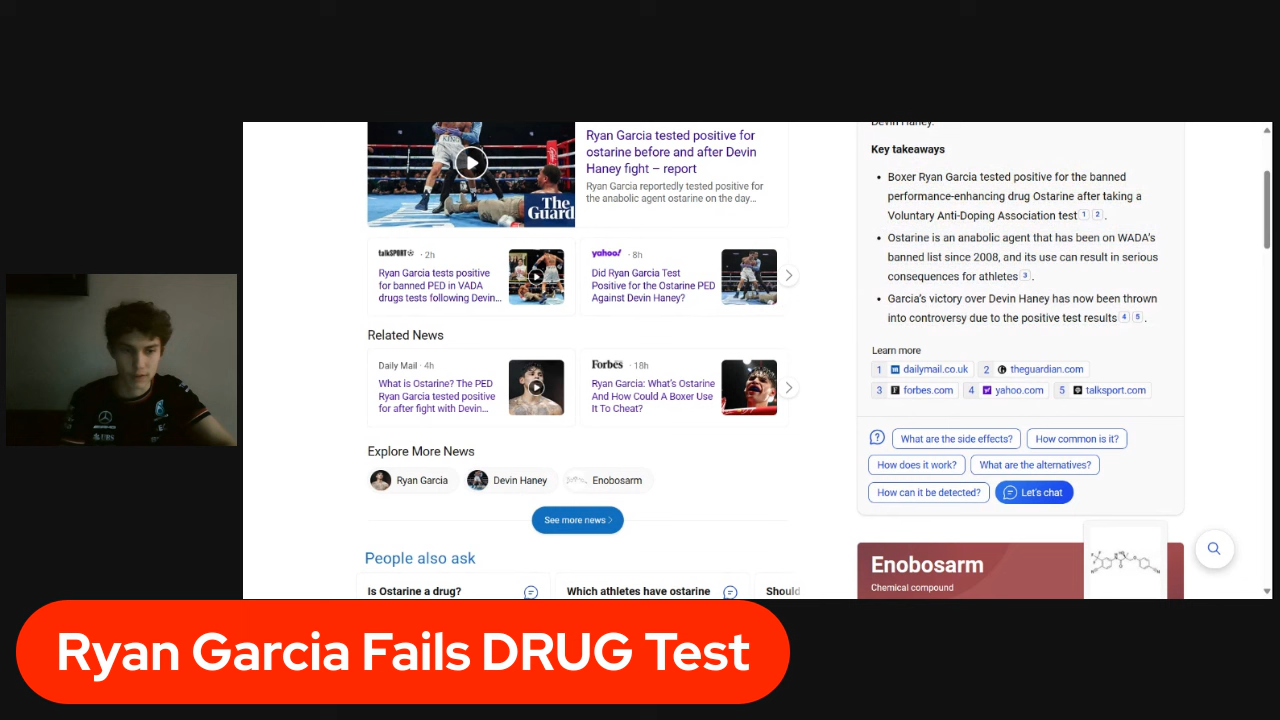 Ryan Garcia tested positive for
ostarine before and after Devin
Haney fight – report
Ryan Garcia reportedly tested positive for
the anabolic agent ostarine on the day...
The
Guard
talkSPORT · 2h
Ryan Garcia tests positive
for banned PED in VADA
drugs tests following Devin...
yahoo! · 8h
Did Ryan Garcia Test
Positive for the Ostarine PED
Against Devin Haney?
Related News
Daily Mail · 4h
What is Ostarine? The PED
Ryan Garcia tested positive
for after fight with Devin...
Forbes · 18h
Ryan Garcia: What's Ostarine
And How Could A Boxer Use
It To Cheat?
Explore More News
Ryan Garcia
Devin Haney
Enobosarm
See more news
People also ask
Is Ostarine a drug?
Which athletes have ostarine
Should
Devin Haney.
Key takeaways
• Boxer Ryan Garcia tested positive for the banned
performance-enhancing drug Ostarine after taking a
Voluntary Anti-Doping Association test 1 2 .
• Ostarine is an anabolic agent that has been on WADA's
banned list since 2008, and its use can result in serious
consequences for athletes 3 .
• Garcia's victory over Devin Haney has now been thrown
into controversy due to the positive test results 4 5 .
Learn more
1 dailymail.co.uk 2 theguardian.com
3 forbes.com 4 yahoo.com 5 talksport.com
What are the side effects? How common is it?
How does it work? What are the alternatives?
How can it be detected? Let's chat
Enobosarm
Chemical compound
Ryan Garcia Fails DRUG Test